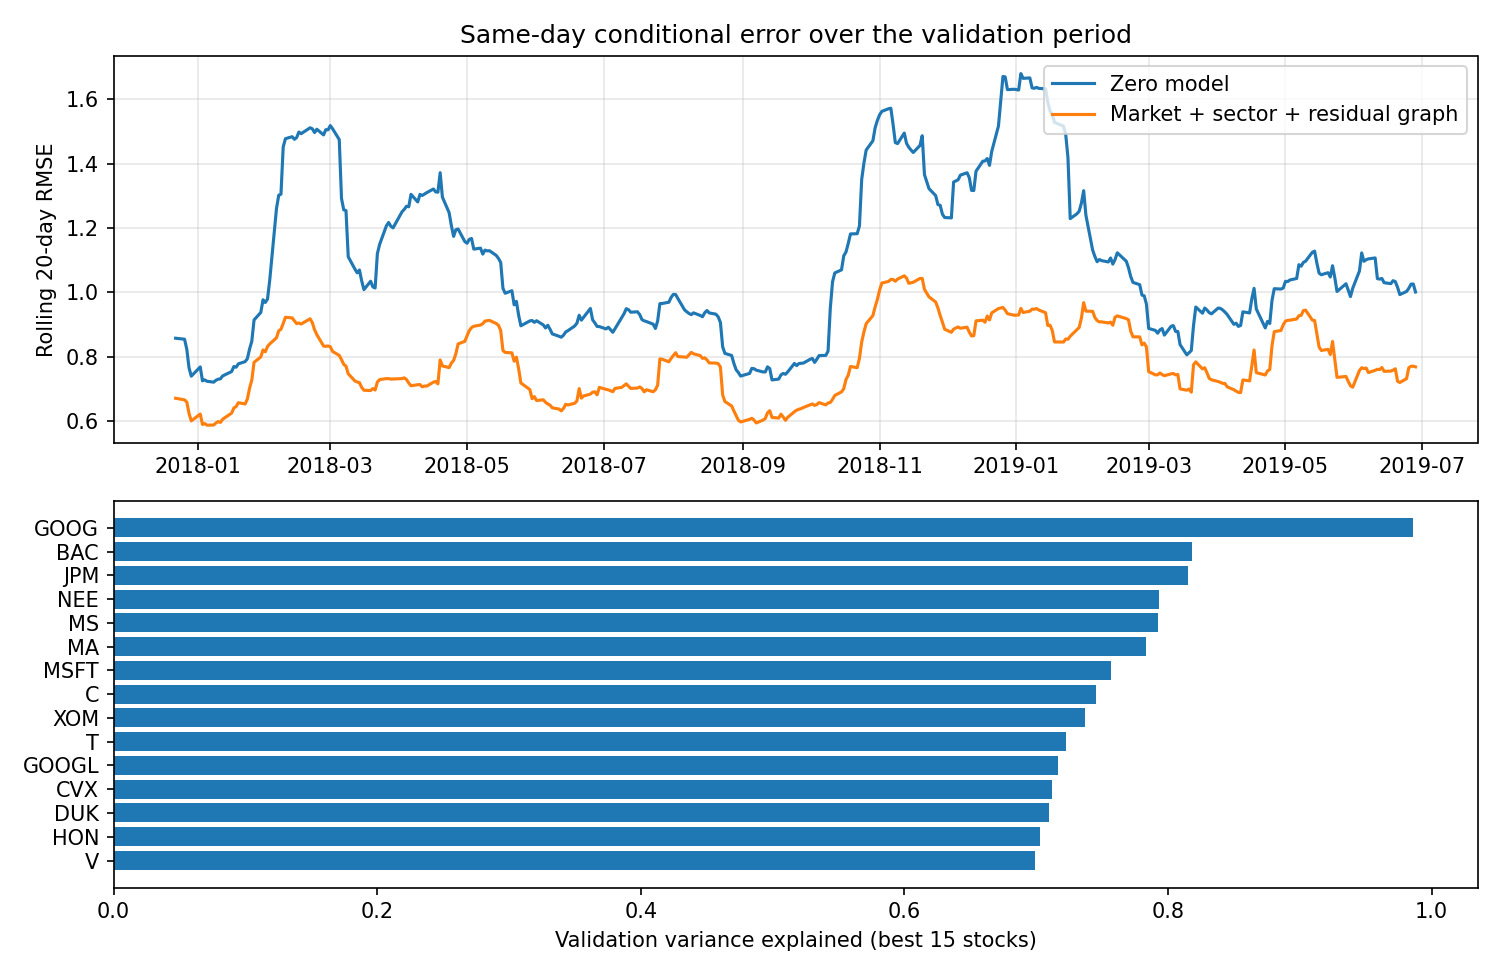 Same-day conditional error over the validation period
Rolling 20-day RMSE
1.6
1.4
1.2
1.0
0.8
0.6
Zero model
Market + sector + residual graph
2018-01 2018-03 2018-05 2018-07 2018-09 2018-11 2019-01 2019-03 2019-05 2019-07
GOOG
BAC
JPM
NEE
MS
MA
MSFT
C
XOM
T
GOOGL
CVX
DUK
HON
V
0.0 0.2 0.4 0.6 0.8 1.0
Validation variance explained (best 15 stocks)